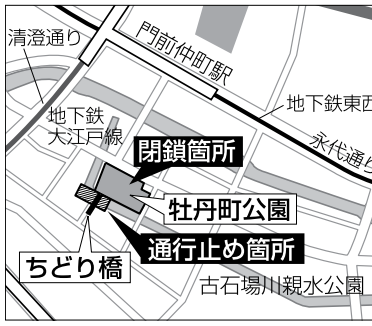 清澄通り
門前仲町駅
地下鉄東西
永代通り
地下鉄
大江戸線
閉鎖箇所
牡丹町公園
通行止め箇所
ちどり橋
古石場川親水公園